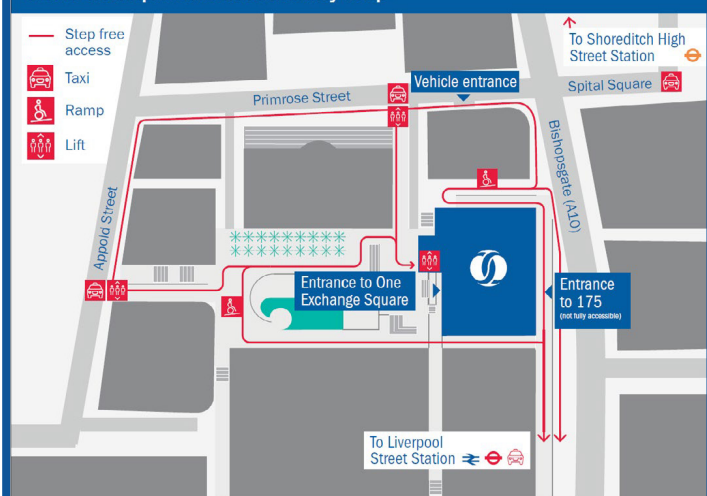 Step free
access
Taxi
Ramp
Lift
To Shoreditch High
Street Station
Vehicle entrance
Spital Square
Primrose Street
Bishopsgate (A10)
Appold Street
Entrance to One
Exchange Square
Entrance
to 175
(not fully accessible)
To Liverpool
Street Station